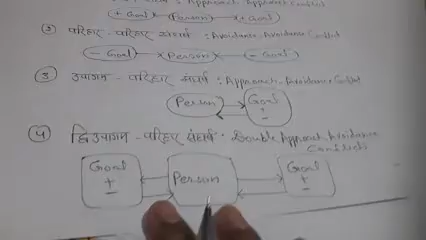 + Goal Person + Goal
② परिहार - परिहार संघर्ष : Avoidance-Avoidance Conflict
- Goal Person - Goal
③ उपागम - परिहार संघर्ष : Approach-Avoidance Conflict
Person Goal
±
④ द्विउपागम - परिहार संघर्ष : Double Approach Avoidance
Conflicts
Goal Person Goal
± ±